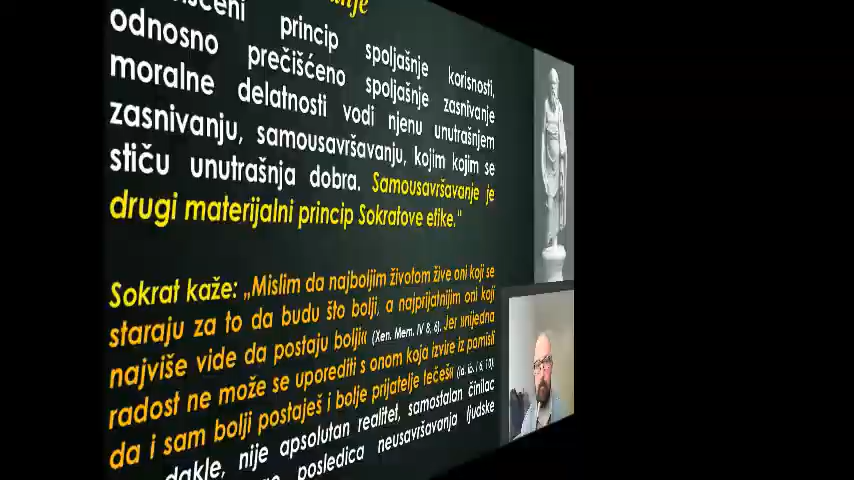 princip spoljašnje korisnosti,
odnosno prečišćeno spoljašnje zasnivanje
moralne delatnosti vodi njenu unutrašnjem
zasnivanju, samousavršavanju, kojim kojim se
stiču unutrašnja dobra. Samousavršavanje je
drugi materijalni princip Sokratove etike."
Sokrat kaže: „Mislim da najboljim životom žive oni koji se
staraju za to da budu što bolji, a najprijatnijim oni koji
najviše vide da postaju bolji« (Xen. Mem. IV 8, 6). Jer nijedna
radost ne može se uporediti s onom koja izvire iz pomisli
da i sam bolji postaješ i bolje prijatelje tečeš«
dakle, nije apsolutan realitet, samostalan činilac
posledica neusavršavanja ljudske